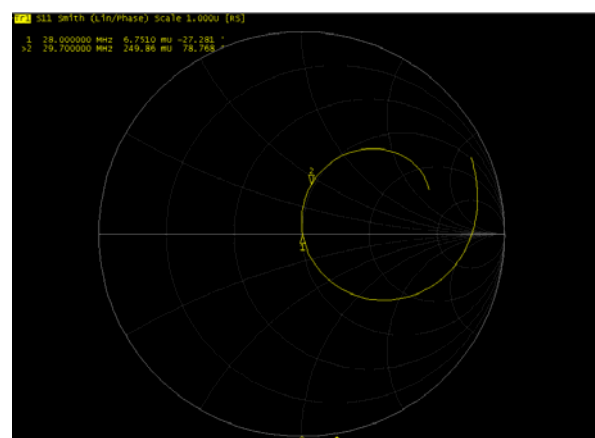 Tr1 S11 Smith (Lin/Phase) Scale 1.000U [RS]
1 28.000000 MHz 6.7510 mU -27.281 °
>2 29.700000 MHz 249.86 mU 78.768 °
2
1